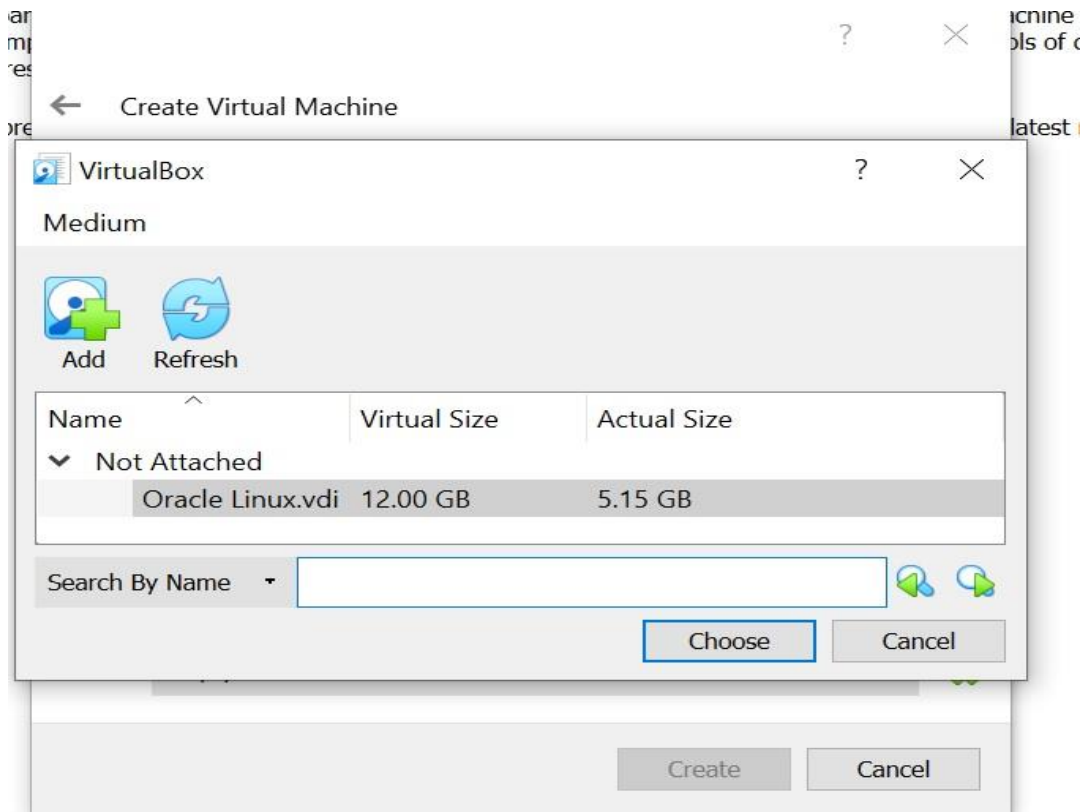 ? ×
Create Virtual Machine
latest
VirtualBox ?
Medium
Add Refresh
Name Virtual Size Actual Size
Not Attached
Oracle Linux.vdi 12.00 GB 5.15 GB
Search By Name
Choose Cancel
Create Cancel